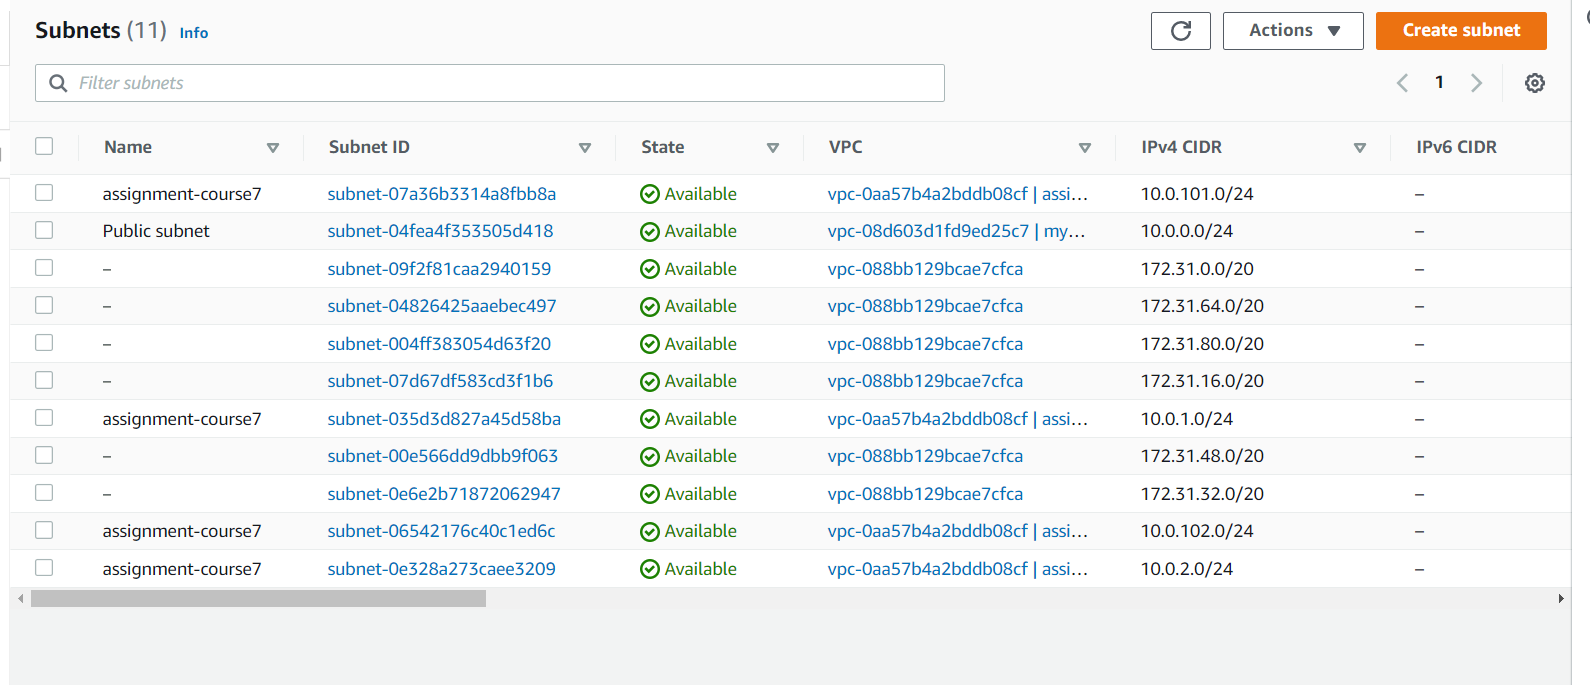 Subnets (11) Info
Actions Create subnet
Filter subnets
1
Name Subnet ID State VPC IPv4 CIDR IPv6 CIDR
assignment-course7 subnet-07a36b3314a8fbb8a Available vpc-0aa57b4a2bddb08cf | assi... 10.0.101.0/24 –
Public subnet subnet-04fea4f353505d418 Available vpc-08d603d1fd9ed25c7 | my... 10.0.0.0/24 –
– subnet-09f2f81caa2940159 Available vpc-088bb129bcae7cfca 172.31.0.0/20 –
– subnet-04826425aaebec497 Available vpc-088bb129bcae7cfca 172.31.64.0/20 –
– subnet-004ff383054d63f20 Available vpc-088bb129bcae7cfca 172.31.80.0/20 –
– subnet-07d67df583cd3f1b6 Available vpc-088bb129bcae7cfca 172.31.16.0/20 –
assignment-course7 subnet-035d3d827a45d58ba Available vpc-0aa57b4a2bddb08cf | assi... 10.0.1.0/24 –
– subnet-00e566dd9dbb9f063 Available vpc-088bb129bcae7cfca 172.31.48.0/20 –
– subnet-0e6e2b71872062947 Available vpc-088bb129bcae7cfca 172.31.32.0/20 –
assignment-course7 subnet-06542176c40c1ed6c Available vpc-0aa57b4a2bddb08cf | assi... 10.0.102.0/24 –
assignment-course7 subnet-0e328a273caee3209 Available vpc-0aa57b4a2bddb08cf | assi... 10.0.2.0/24 –